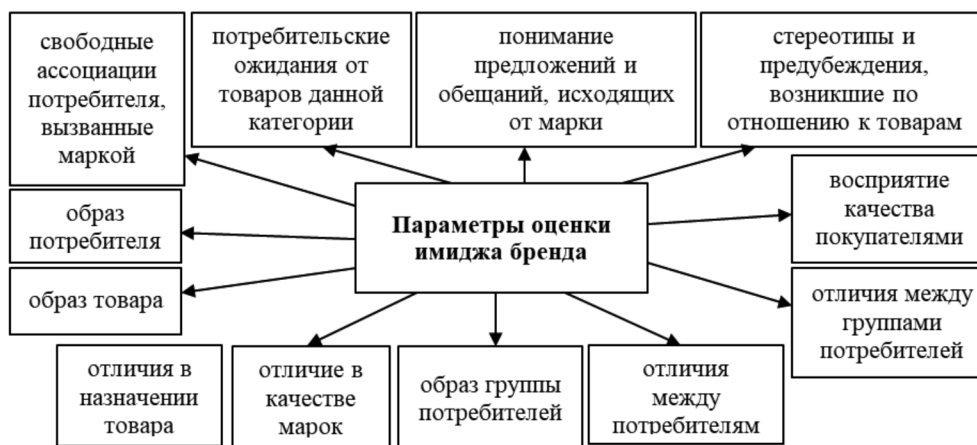 свободные
ассоциации
потребителя,
вызванные
маркой
потребительские
ожидания от
товаров данной
категории
понимание
предложений и
обещаний, исходящих
от марки
стереотипы и
предубеждения,
возникшие по
отношению к товарам
образ
потребителя
Параметры оценки
имиджа бренда
восприятие
качества
покупателями
образ товара
отличия между
группами
потребителей
отличия в
назначении
товара
отличие в
качестве
марок
образ группы
потребителей
отличия
между
потребителям